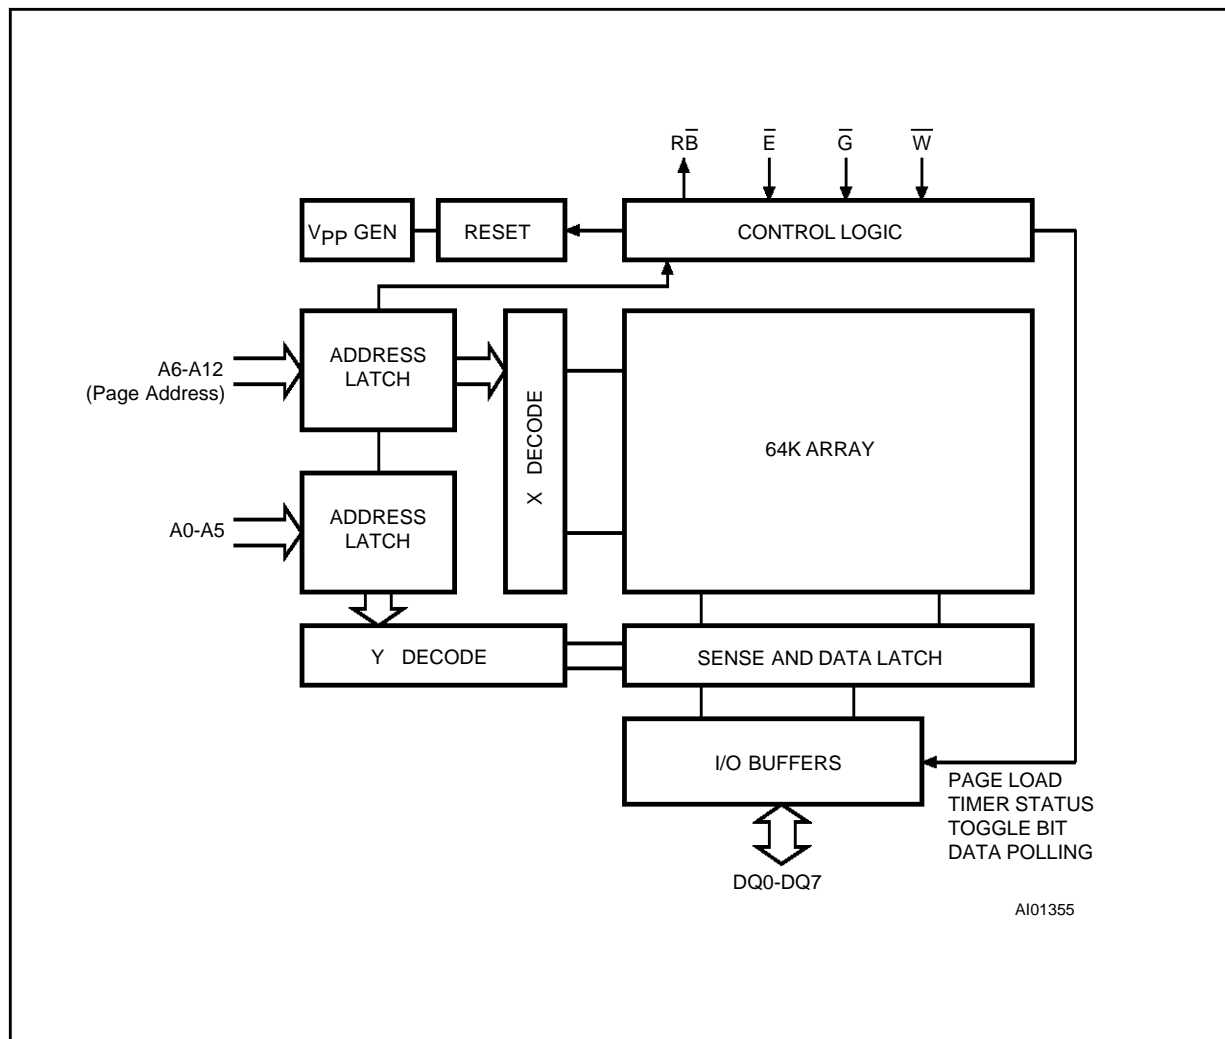 RB̅ E̅ G̅ W̅
VPP GEN RESET CONTROL LOGIC
A6-A12
(Page Address)
ADDRESS
LATCH
X DECODE
64K ARRAY
A0-A5
ADDRESS
LATCH
Y DECODE
SENSE AND DATA LATCH
I/O BUFFERS
PAGE LOAD
TIMER STATUS
TOGGLE BIT
DATA POLLING
DQ0-DQ7
AI01355